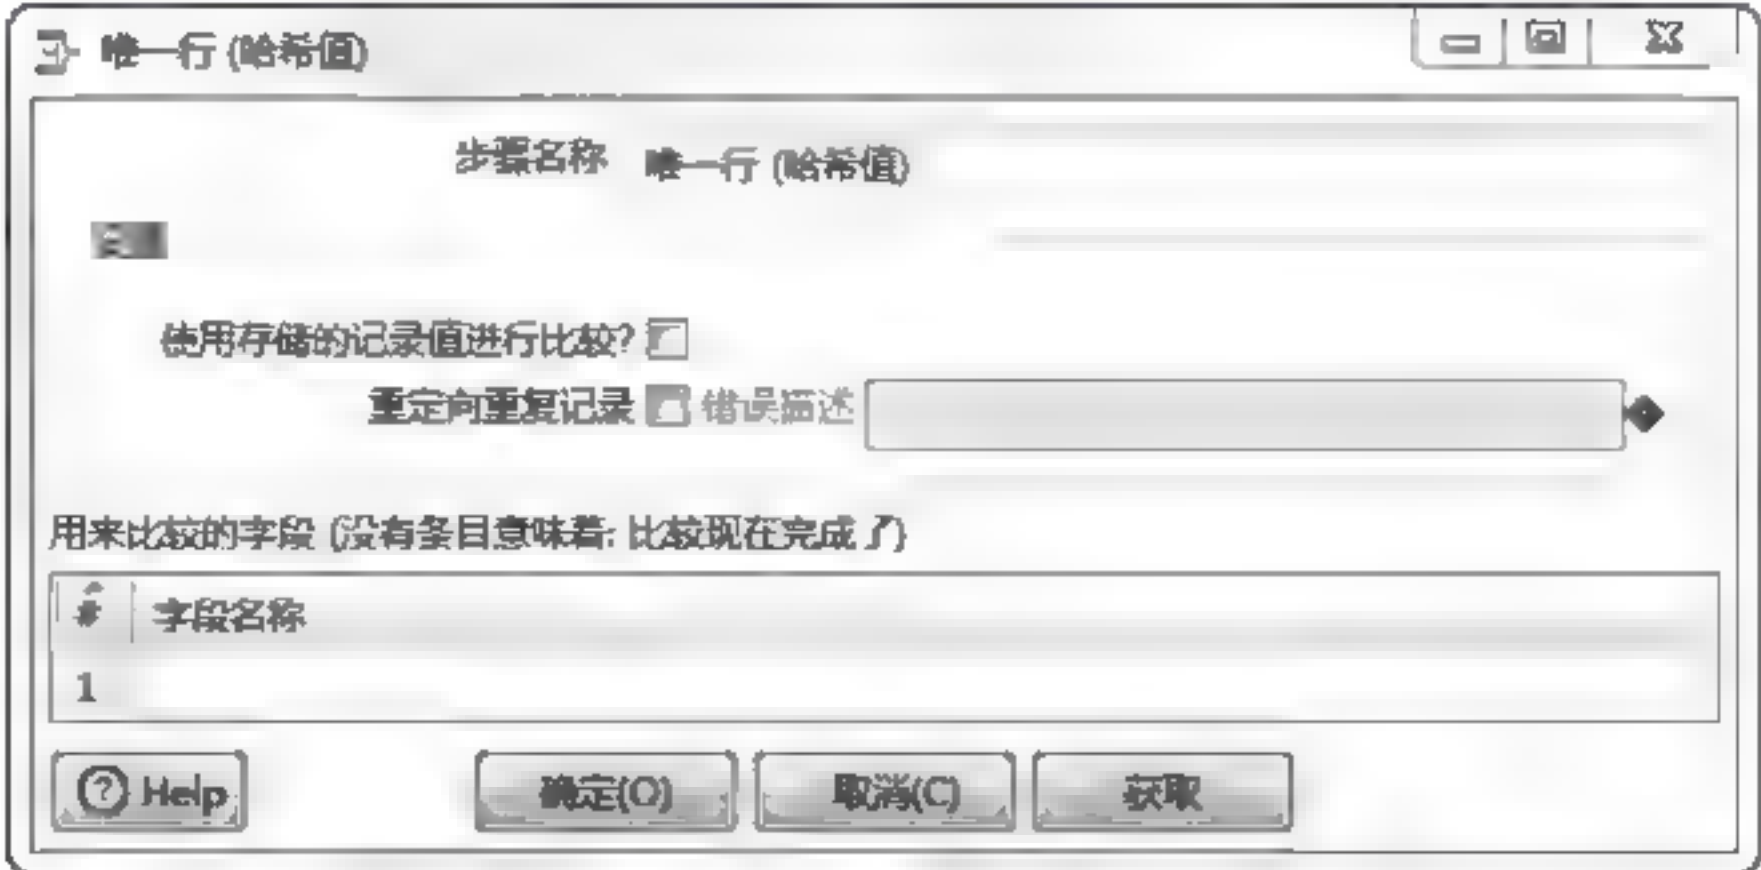 唯一行 (哈希值)
步骤名称 唯一行 (哈希值)
使用存储的记录值进行比较?
重定向重复记录 错误描述
用来比较的字段 (没有条目意味着: 比较现在完成了)
# 字段名称
1
Help 确定(O) 取消(C) 获取